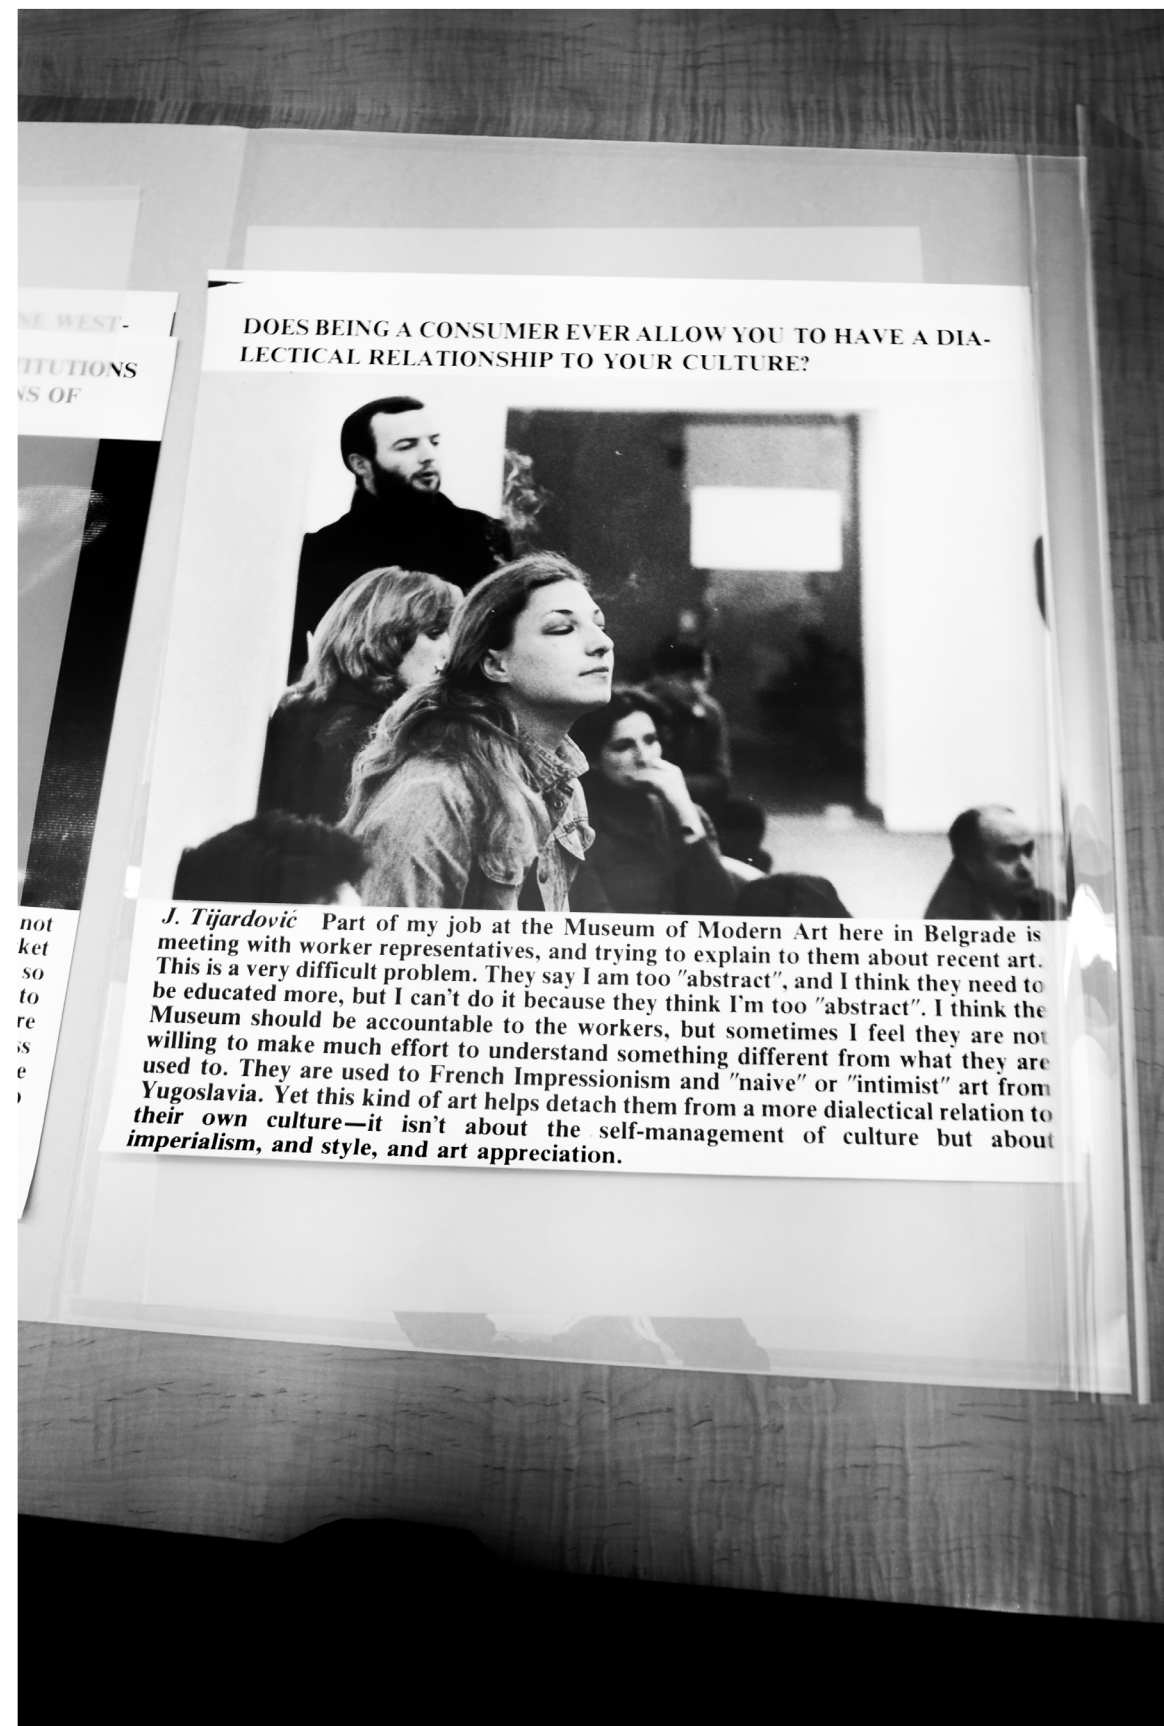 NE WEST-
TITUTIONS
NS OF
not
ket
so
to
re
ss
e
DOES BEING A CONSUMER EVER ALLOW YOU TO HAVE A DIA-
LECTICAL RELATIONSHIP TO YOUR CULTURE?
J. Tijardović Part of my job at the Museum of Modern Art here in Belgrade is
meeting with worker representatives, and trying to explain to them about recent art.
This is a very difficult problem. They say I am too "abstract", and I think they need to
be educated more, but I can't do it because they think I'm too "abstract". I think the
Museum should be accountable to the workers, but sometimes I feel they are not
willing to make much effort to understand something different from what they are
used to. They are used to French Impressionism and "naive" or "intimist" art from
Yugoslavia. Yet this kind of art helps detach them from a more dialectical relation to
their own culture—it isn't about the self-management of culture but about
imperialism, and style, and art appreciation.